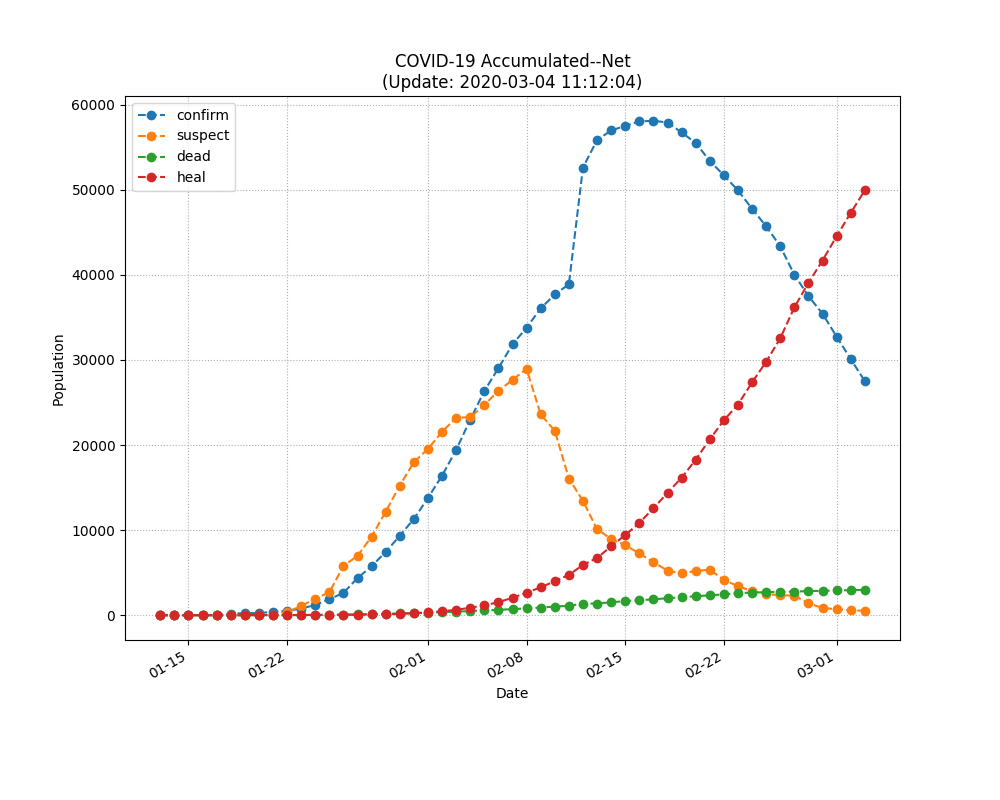 COVID-19 Accumulated--Net
(Update: 2020-03-04 11:12:04)
confirm
suspect
dead
heal
60000
50000
40000
30000
20000
10000
0
Population
01-15
01-22
02-01
02-08
02-15
02-22
03-01
Date